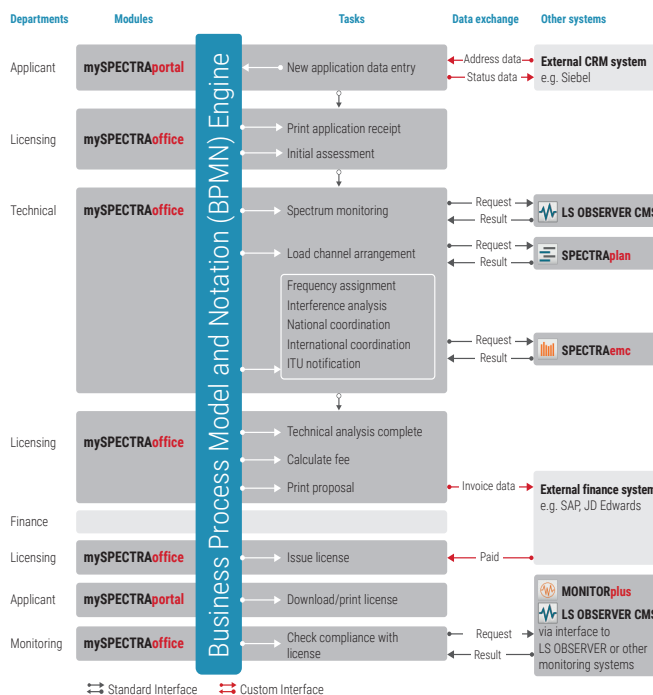 Departments Modules Tasks Data exchange Other systems
Business Process Model and Notation (BPMN) Engine
Applicant mySPECTRAportal New application data entry
Address data
Status data
External CRM system
e.g. Siebel
Licensing mySPECTRAoffice
Print application receipt
Initial assessment
Technical mySPECTRAoffice Spectrum monitoring
Request
Result
LS OBSERVER CMS
Load channel arrangement
Request
Result
SPECTRAplan
Frequency assignment
Interference analysis
National coordination
International coordination
ITU notification
Request
Result
SPECTRAemc
Licensing mySPECTRAoffice
Technical analysis complete
Calculate fee
Print proposal
Invoice data
External finance system
e.g. SAP, JD Edwards
Finance
Licensing mySPECTRAoffice Issue license Paid
Applicant mySPECTRAportal Download/print license
MONITORplus
LS OBSERVER CMS
via interface to
LS OBSERVER or other
monitoring systems
Monitoring mySPECTRAoffice
Check compliance with
license
Request
Result
Standard Interface Custom Interface